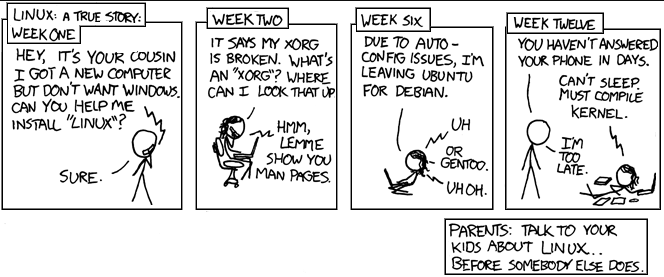 LINUX: A TRUE STORY:
WEEK ONE
HEY, IT'S YOUR COUSIN
I GOT A NEW COMPUTER
BUT DON'T WANT WINDOWS.
CAN YOU HELP ME
INSTALL "LINUX"?
SURE.
WEEK TWO
IT SAYS MY XORG
IS BROKEN. WHAT'S
AN "XORG"? WHERE
CAN I LOOK THAT UP
HMM,
LEMME
SHOW YOU
MAN PAGES.
WEEK SIX
DUE TO AUTO-
CONFIG ISSUES, I'M
LEAVING UBUNTU
FOR DEBIAN.
UH
OR
GENTOO.
UH OH.
WEEK TWELVE
YOU HAVEN'T ANSWERED
YOUR PHONE IN DAYS.
CAN'T SLEEP.
MUST COMPILE
KERNEL.
I'M
TOO
LATE.
PARENTS: TALK TO YOUR
KIDS ABOUT LINUX...
BEFORE SOMEBODY ELSE DOES.